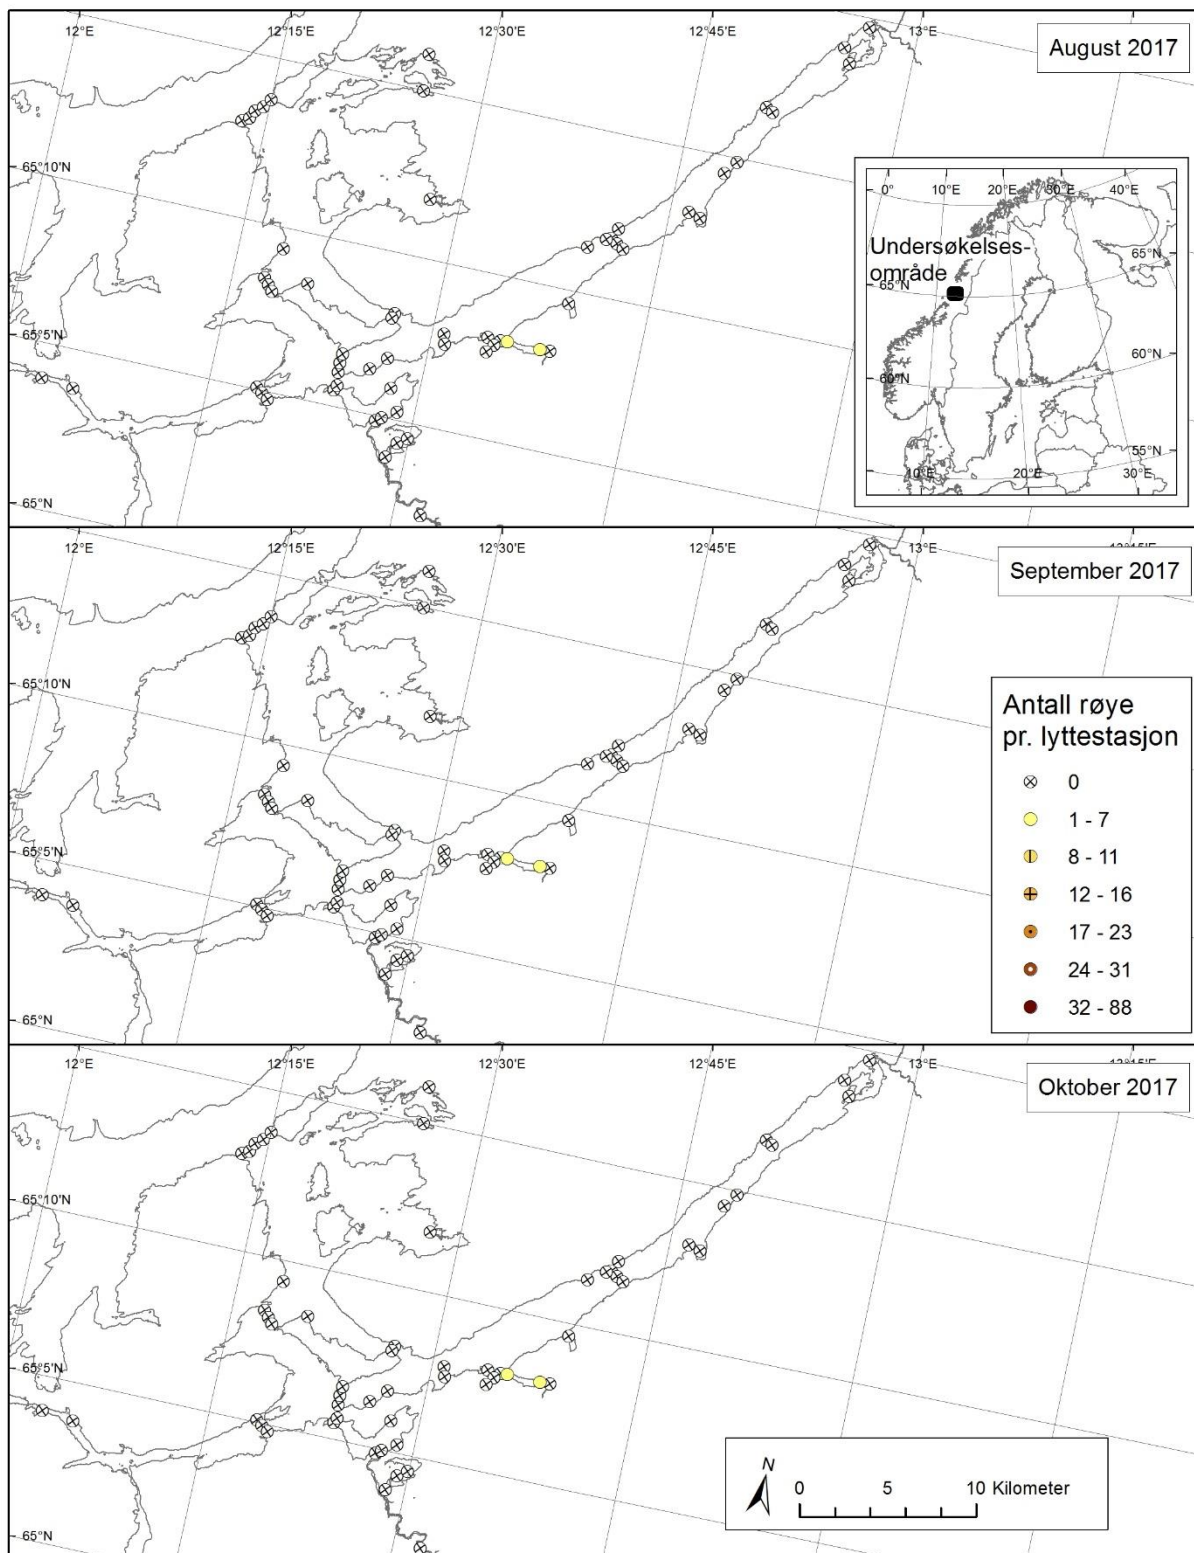 12°E
12°15'E
12°30'E
12°45'E
13°E
August 2017
65°10'N
65°5'N
65°N
0°
10°E
20°E
30°E
40°E
Undersøkelses-
område
65°N
65°N
60°N
60°N
55°N
10°E
20°E
30°E
12°E
12°15'E
12°30'E
12°45'E
13°E
September 2017
65°10'N
65°5'N
65°N
Antall røye
pr. lyttestasjon
0
1 - 7
8 - 11
12 - 16
17 - 23
24 - 31
32 - 88
12°E
12°15'E
12°30'E
12°45'E
13°E
Oktober 2017
65°10'N
65°5'N
65°N
N
0
5
10 Kilometer